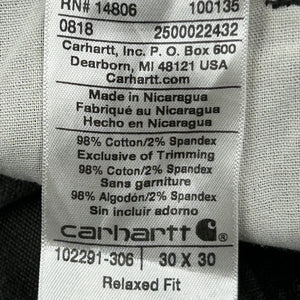 RN# 14806 100135
0818 2500022432
Carhartt, Inc. P. O. Box 600
Dearborn, MI 48121 USA
Carhartt.com
Made in Nicaragua
Fabriqué au Nicaragua
Hecho en Nicaragua
98% Cotton/2% Spandex
Exclusive of Trimming
98% Coton/2% Spandex
Sans garniture
98% Algodón/2% Spandex
Sin incluir adorno
carhartt
102291-306 30 X 30
Relaxed Fit